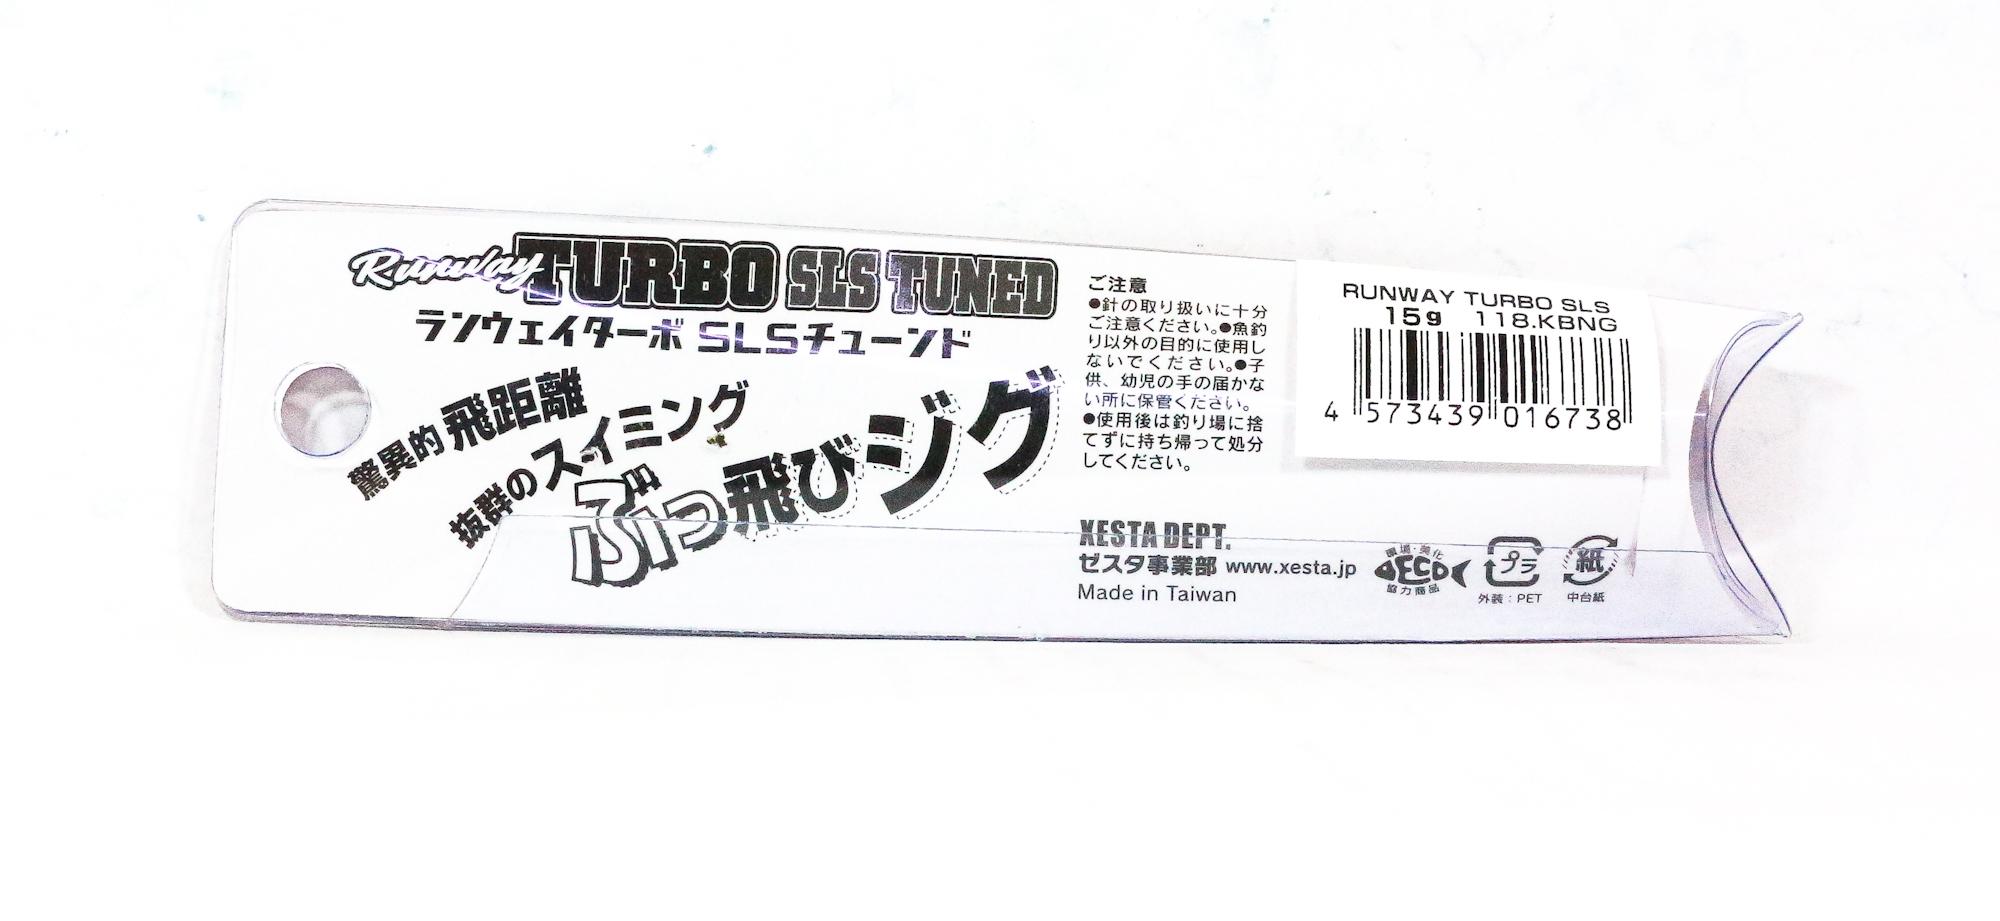 Runway TURBO SLS TUNED
ランウェイターボ SLSチューンド
驚異的飛距離
抜群のスイミング
ぶっ飛びジグ
ご注意
●針の取り扱いに十分
ご注意ください。●魚釣
り以外の目的に使用し
ないでください。●子
供、幼児の手の届かな
い所に保管ください。
●使用後は釣り場に捨
てずに持ち帰って処分
してください。
XESTA DEPT.
ゼスタ事業部 www.xesta.jp
Made in Taiwan
環境・美化
ECO
協力商品
プラ
外装：PET
紙
中台紙
RUNWAY TURBO SLS
15g 118.KBNG
4 573439 016738